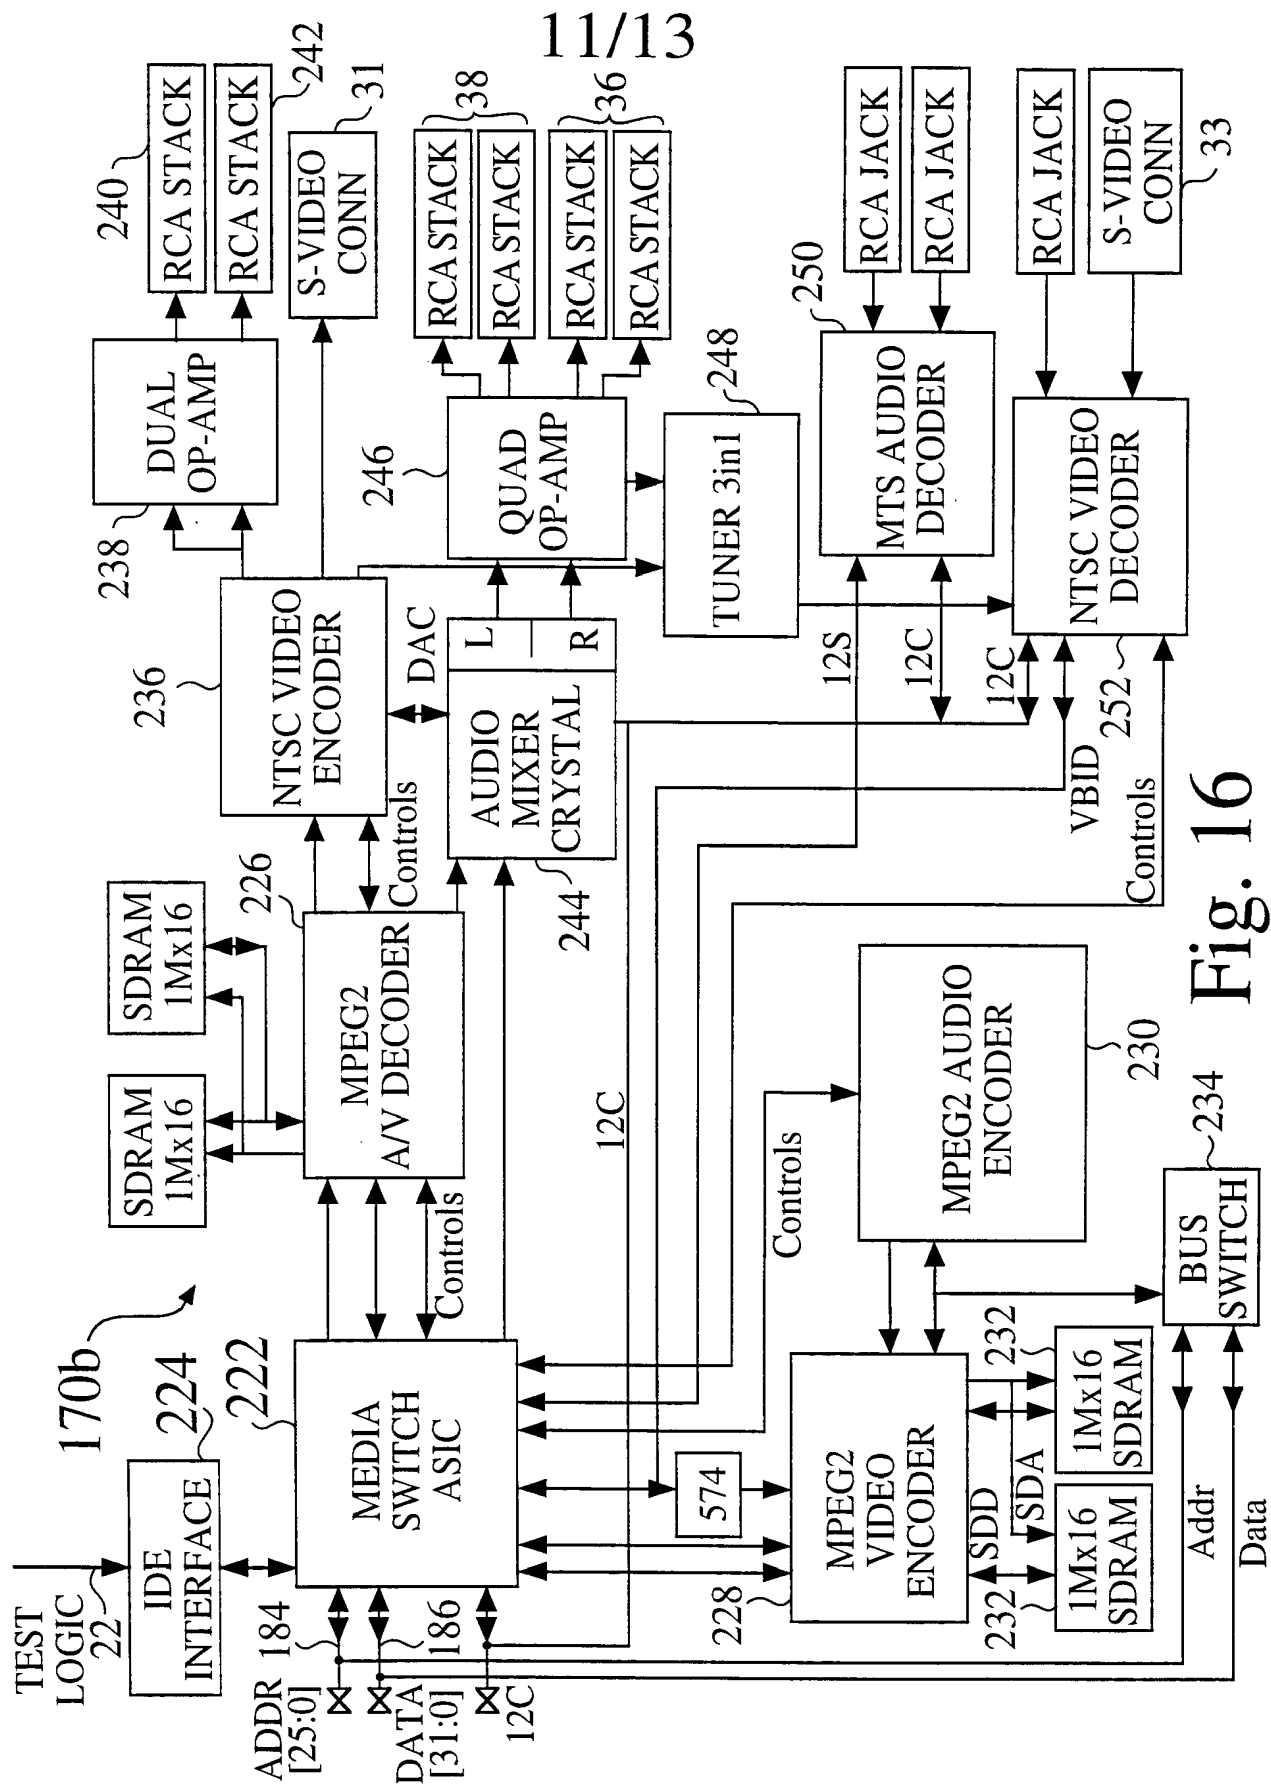 11/13
170b
TEST
LOGIC
22
IDE
INTERFACE
224
222
MEDIA
SWITCH
ASIC
ADDR
[25:0]
184
DATA
[31:0]
186
12C
SDRAM
1Mx16
SDRAM
1Mx16
226
MPEG2
A/V DECODER
Controls
Controls
236
NTSC VIDEO
ENCODER
DAC
238
DUAL
OP-AMP
240
RCA STACK
RCA STACK
242
S-VIDEO
CONN
31
244
AUDIO
MIXER
CRYSTAL
L
R
246
QUAD
OP-AMP
RCA STACK
RCA STACK
38
RCA STACK
RCA STACK
36
TUNER 3in1
248
12C
250
MTS AUDIO
DECODER
RCA JACK
RCA JACK
12S
12C
12C
VBID
Controls
252
NTSC VIDEO
DECODER
RCA JACK
S-VIDEO
CONN
33
574
228
MPEG2
VIDEO
ENCODER
Controls
MPEG2 AUDIO
ENCODER
230
SDD
SDA
232
1Mx16
SDRAM
232
1Mx16
SDRAM
BUS
SWITCH
234
Addr
Data
Fig. 16